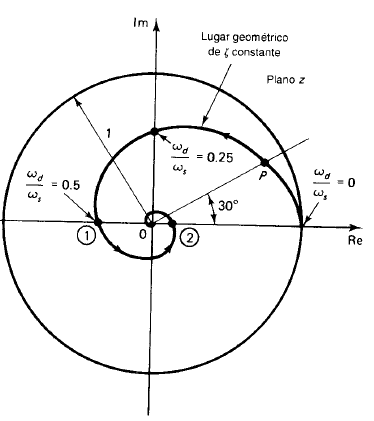 Im
Lugar geométrico
de ζ constante
Plano z
1
ω_d/ω_s = 0.25
ω_d/ω_s = 0.5
P
ω_d/ω_s = 0
30°
①
0
②
Re